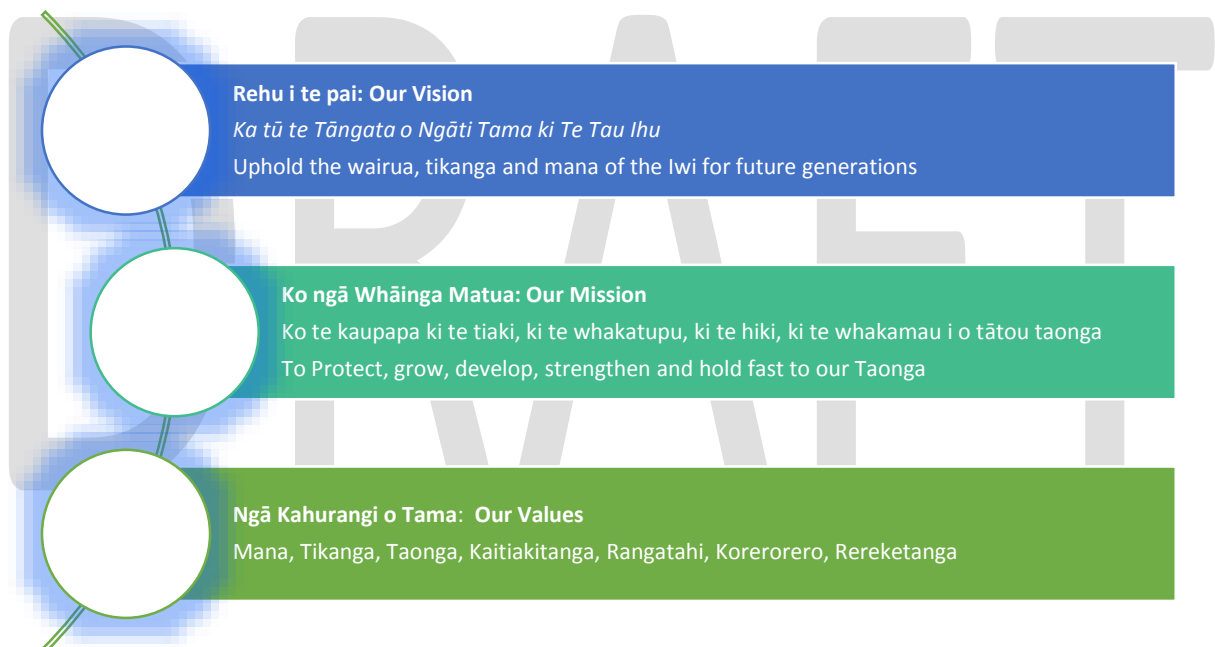 DRAFT
Rehu i te pai: Our Vision
Ka tū te Tāngata o Ngāti Tama ki Te Tau Ihu
Uphold the wairua, tikanga and mana of the Iwi for future generations
Ko ngā Whāinga Matua: Our Mission
Ko te kaupapa ki te tiaki, ki te whakatupu, ki te hiki, ki te whakamau i o tātou taonga
To Protect, grow, develop, strengthen and hold fast to our Taonga
Ngā Kahurangi o Tama:  Our Values
Mana, Tikanga, Taonga, Kaitiakitanga, Rangatahi, Korerorero, Rereketanga